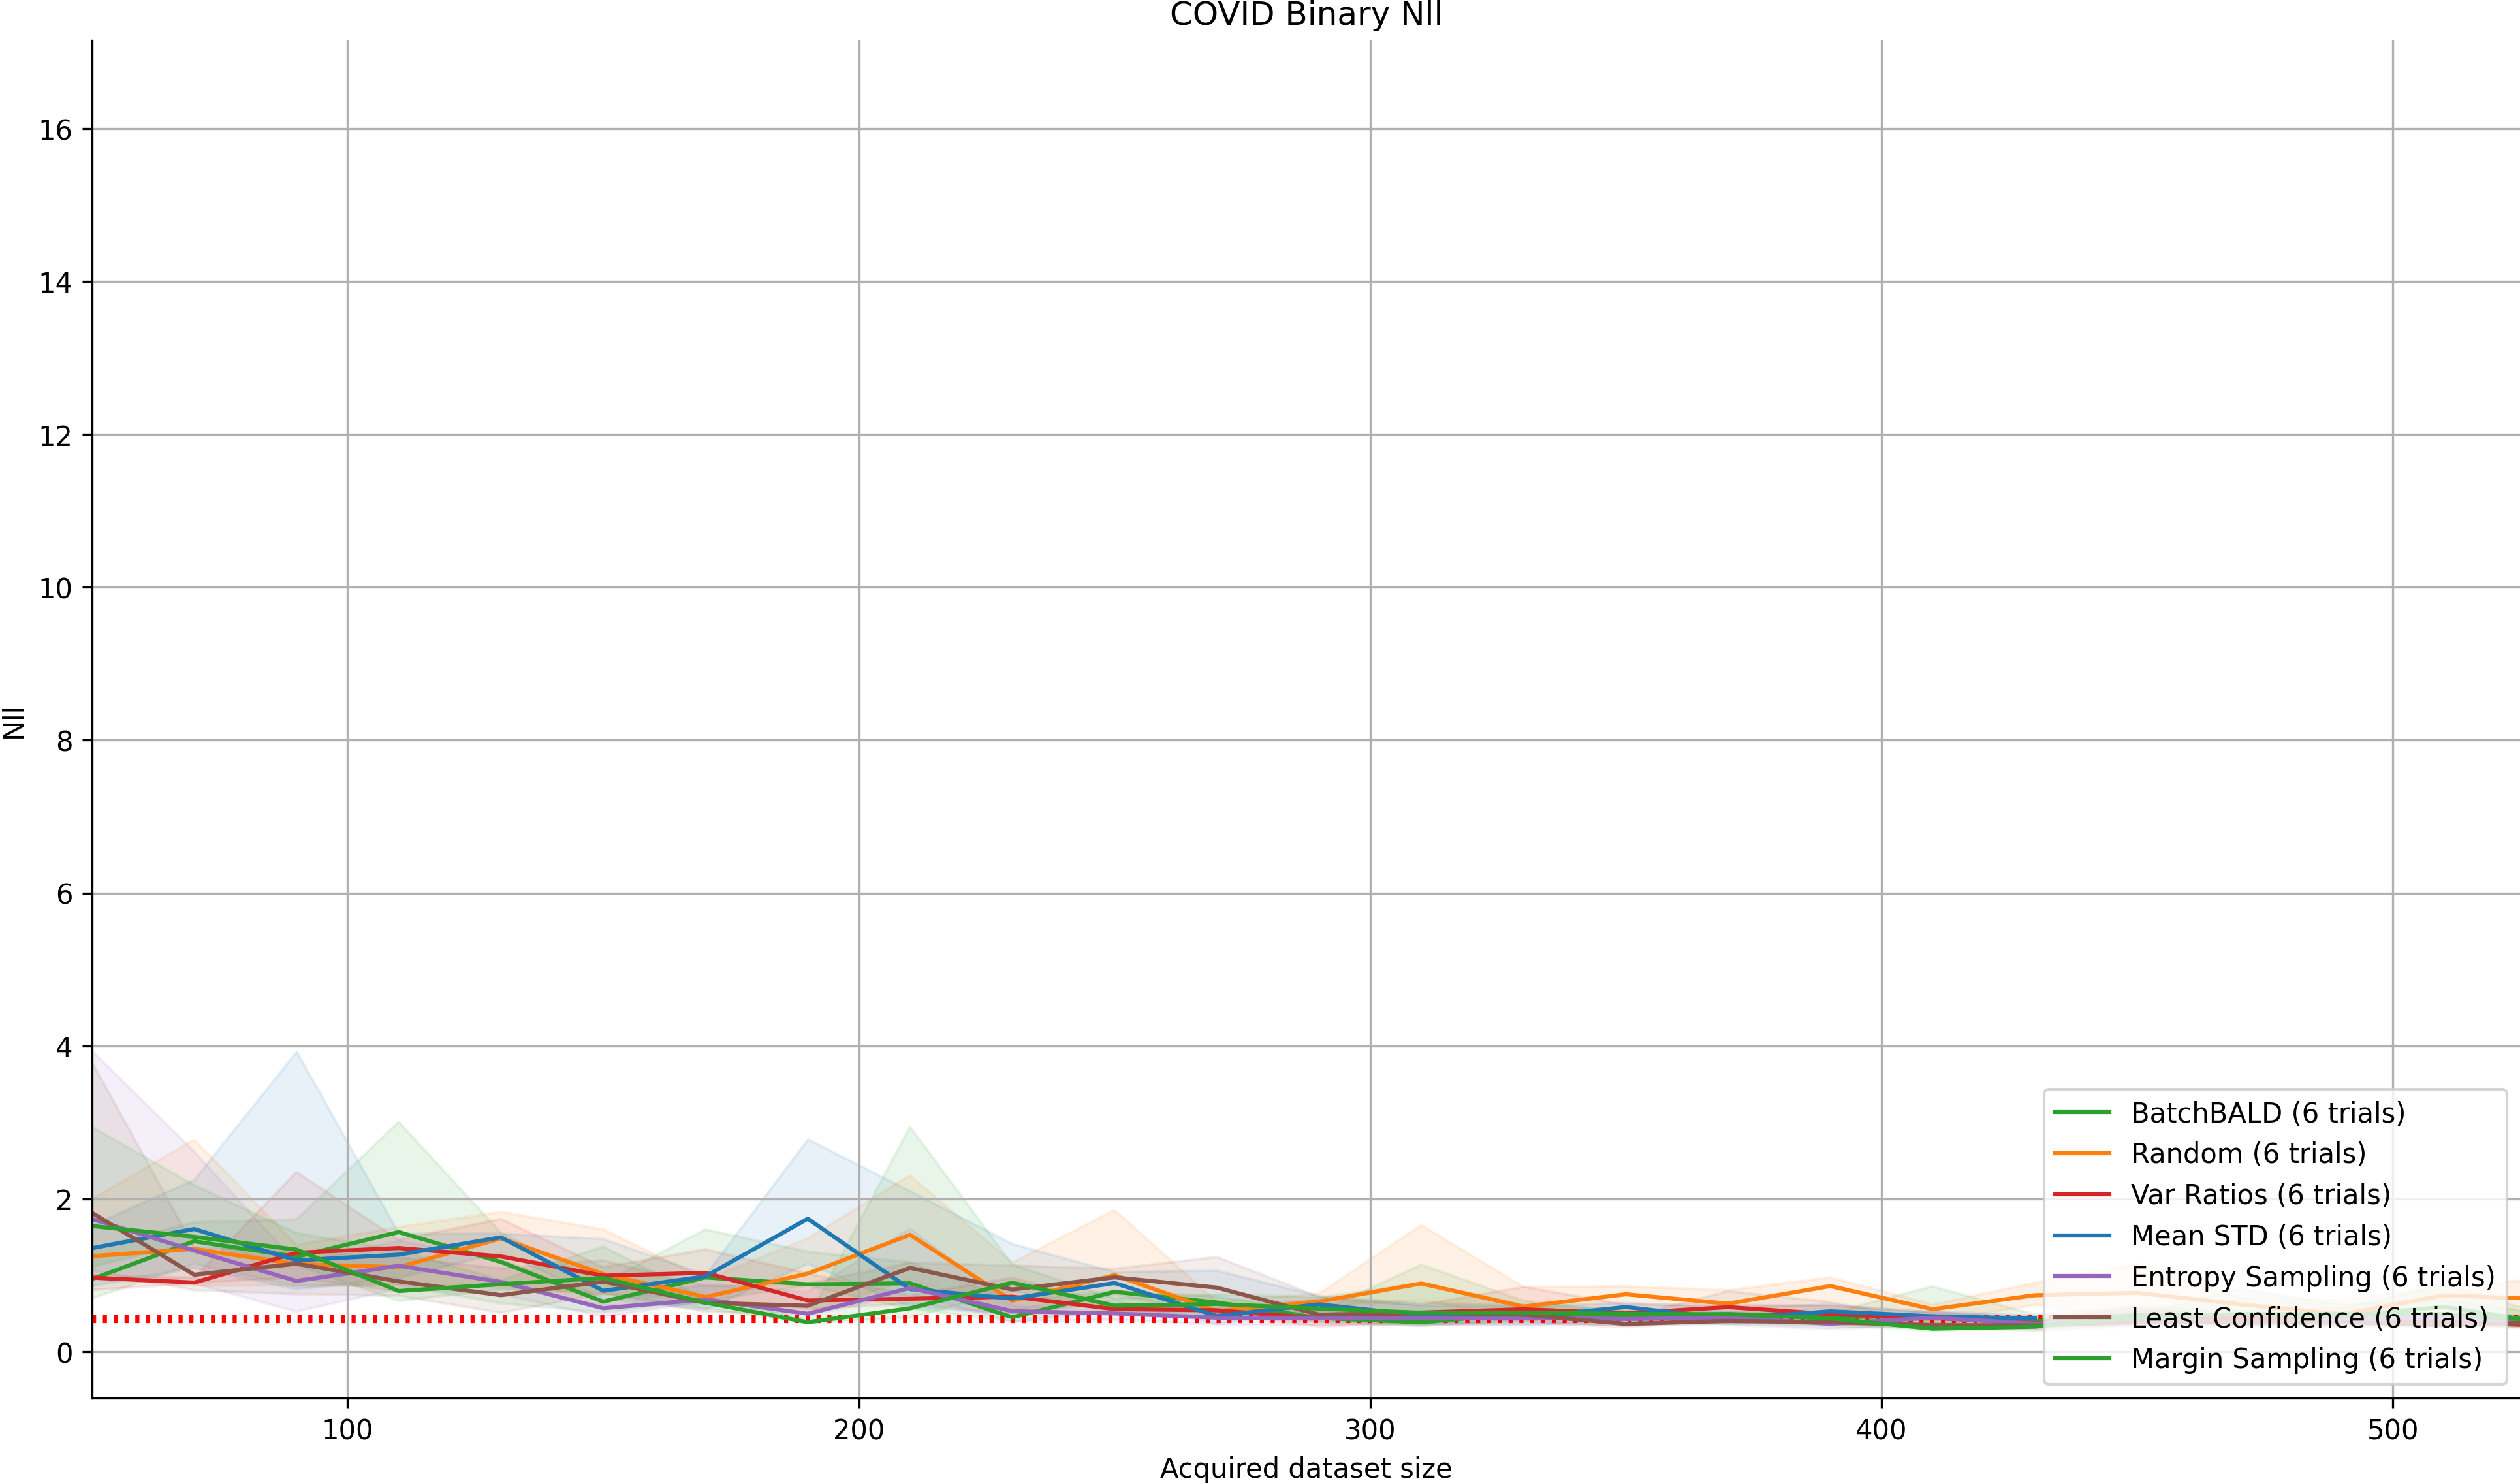 COVID Binary Nll
16
14
12
10
8
6
4
2
0
Nll
100
200
300
400
500
Acquired dataset size
BatchBALD (6 trials)
Random (6 trials)
Var Ratios (6 trials)
Mean STD (6 trials)
Entropy Sampling (6 trials)
Least Confidence (6 trials)
Margin Sampling (6 trials)